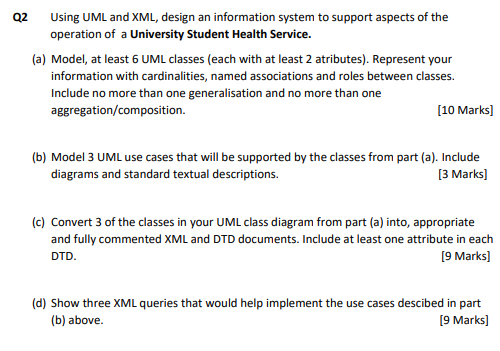 Q2 Using UML and XML, design an information system to support aspects of the
operation of a University Student Health Service.
(a) Model, at least 6 UML classes (each with at least 2 atributes). Represent your
information with cardinalities, named associations and roles between classes.
Include no more than one generalisation and no more than one
aggregation/composition. [10 Marks]
(b) Model 3 UML use cases that will be supported by the classes from part (a). Include
diagrams and standard textual descriptions. [3 Marks]
(c) Convert 3 of the classes in your UML class diagram from part (a) into, appropriate
and fully commented XML and DTD documents. Include at least one attribute in each
DTD. [9 Marks]
(d) Show three XML queries that would help implement the use cases descibed in part
(b) above. [9 Marks]